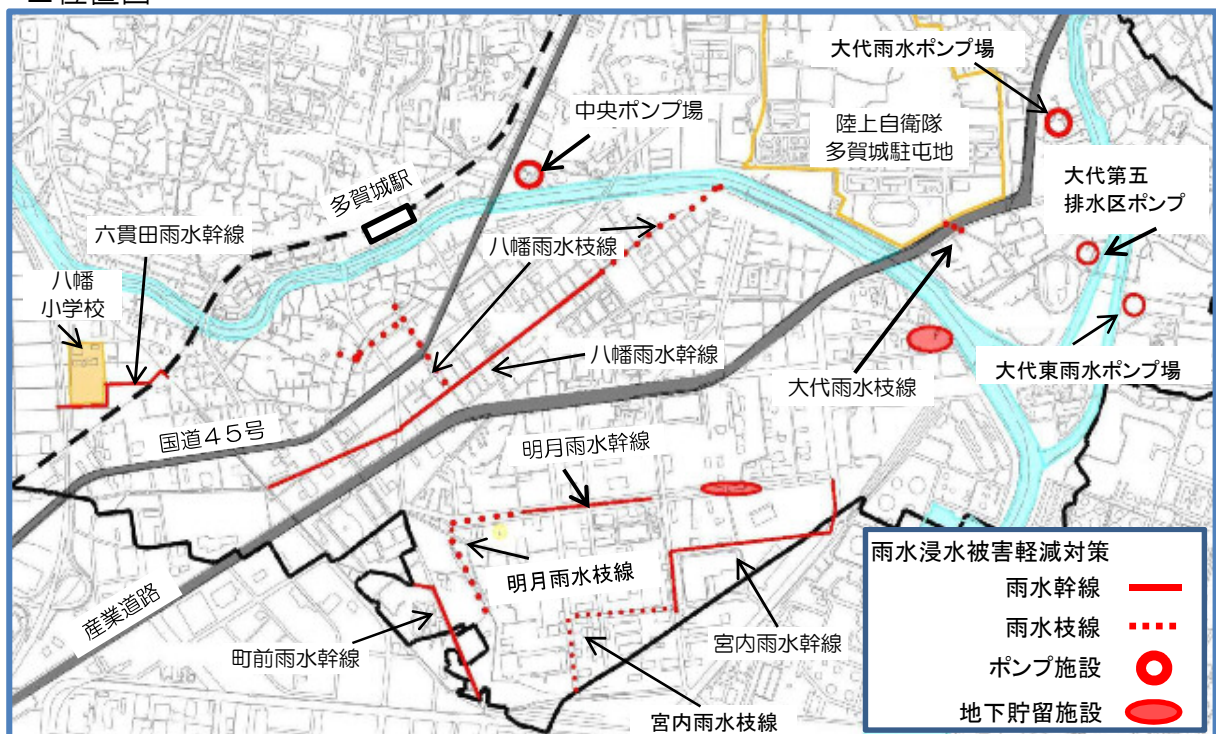 大代雨水ポンプ場
中央ポンプ場
陸上自衛隊
多賀城駐屯地
大代第五
排水区ポンプ
多賀城駅
六貫田雨水幹線
八幡雨水枝線
八幡
小学校
八幡雨水幹線
大代雨水枝線
大代東雨水ポンプ場
国道45号
明月雨水幹線
明月雨水枝線
産業道路
町前雨水幹線
宮内雨水幹線
宮内雨水枝線
雨水浸水被害軽減対策
雨水幹線
雨水枝線
ポンプ施設
地下貯留施設